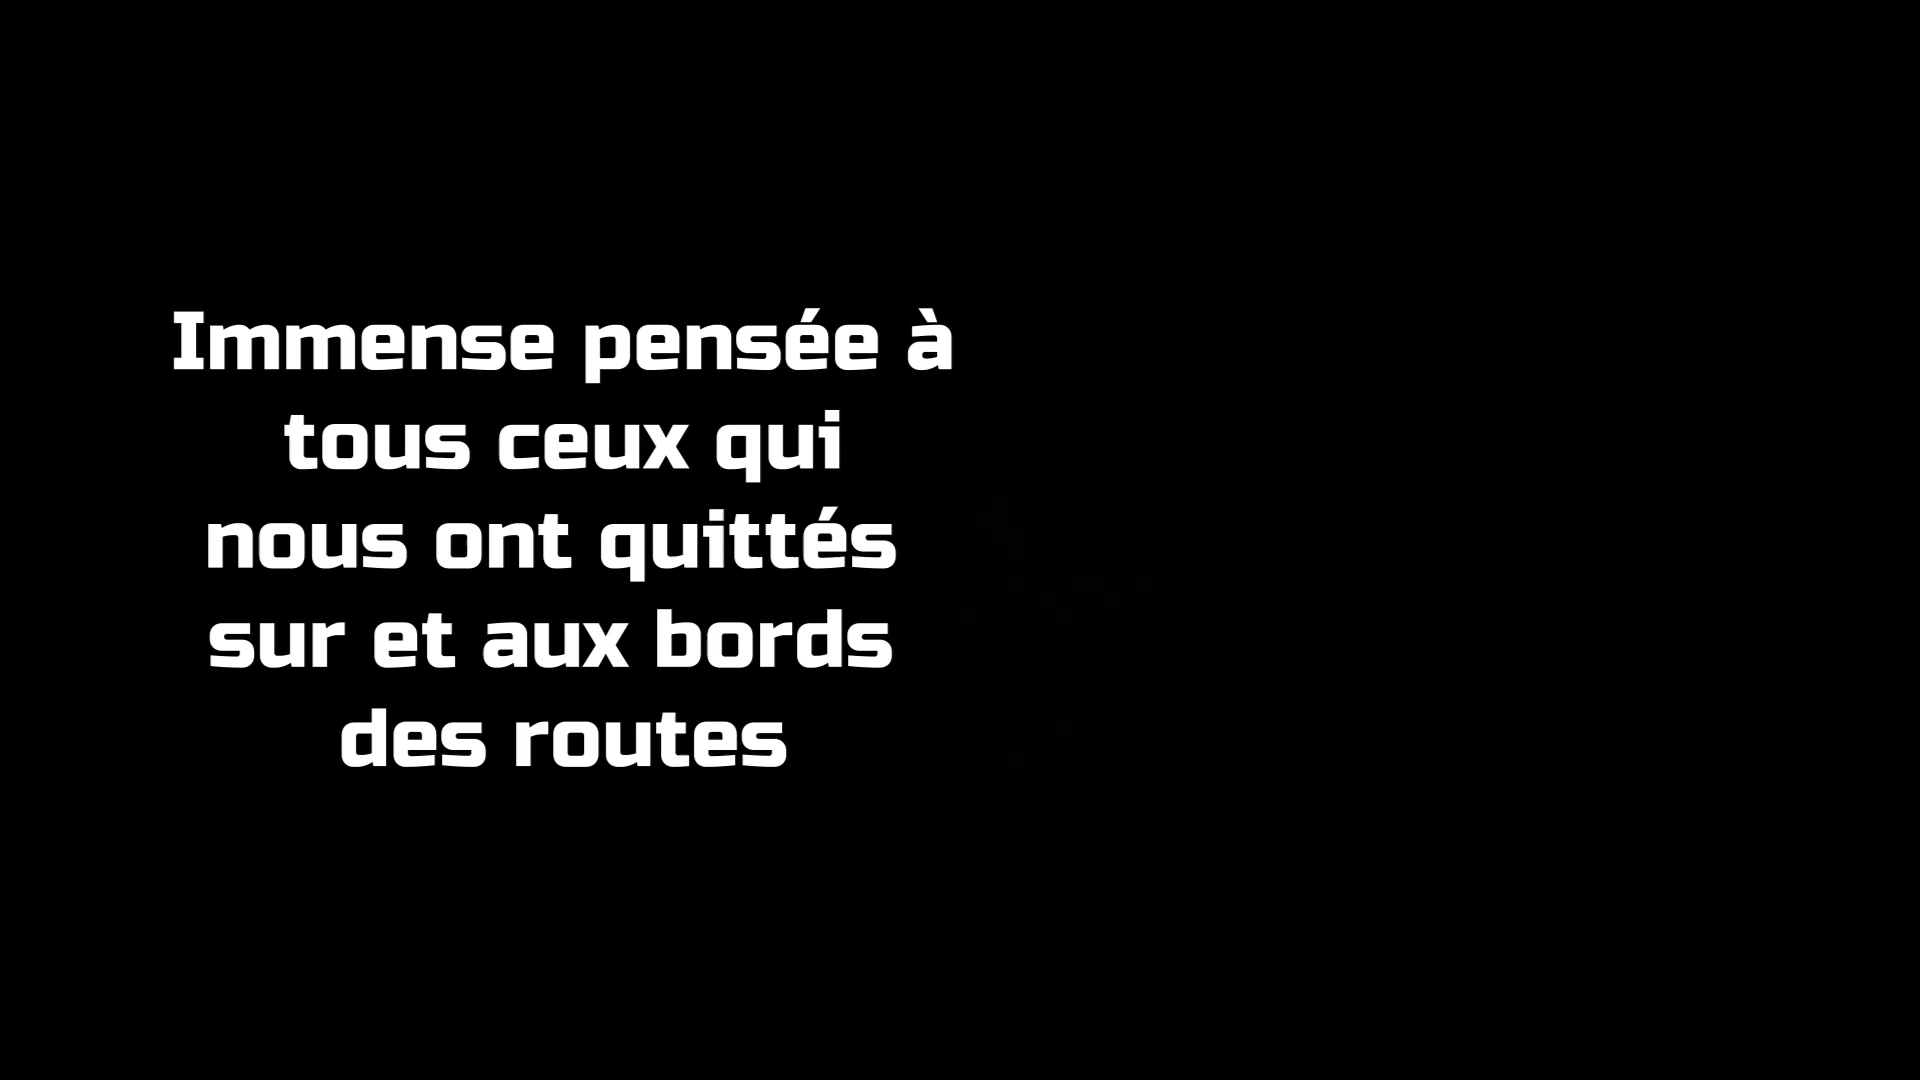 Immense pensée à
tous ceux qui
nous ont quittés
sur et aux bords
des routes